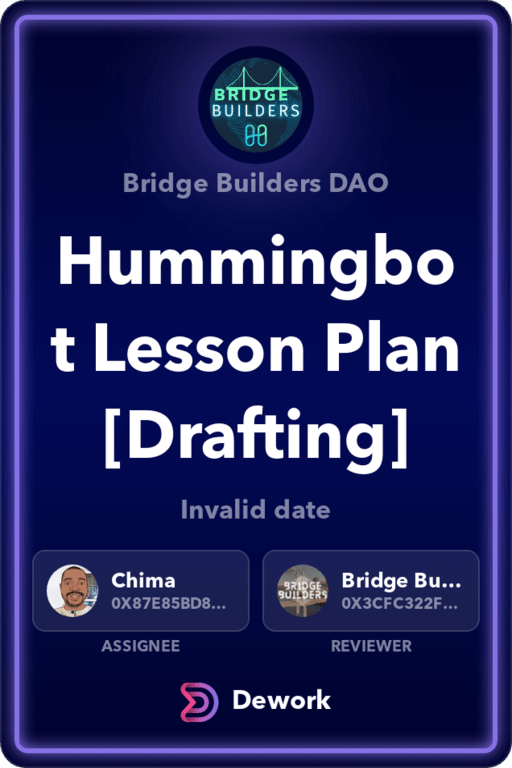 BRIDGE
BUILDERS
Bridge Builders DAO
Hummingbo
t Lesson Plan
[Drafting]
Invalid date
Chima
0X87E85BD8...
BRIDGE
BUILDERS
Bridge Bu...
0X3CFC322F...
ASSIGNEE
REVIEWER
Dework